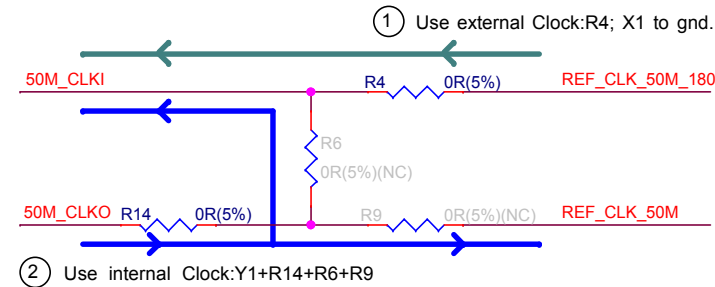 1 Use external Clock:R4; X1 to gnd.
50M_CLKI R4 0R(5%) REF_CLK_50M_180
R6
0R(5%)(NC)
50M_CLKO R14 0R(5%) R9 0R(5%)(NC) REF_CLK_50M
2 Use internal Clock:Y1+R14+R6+R9